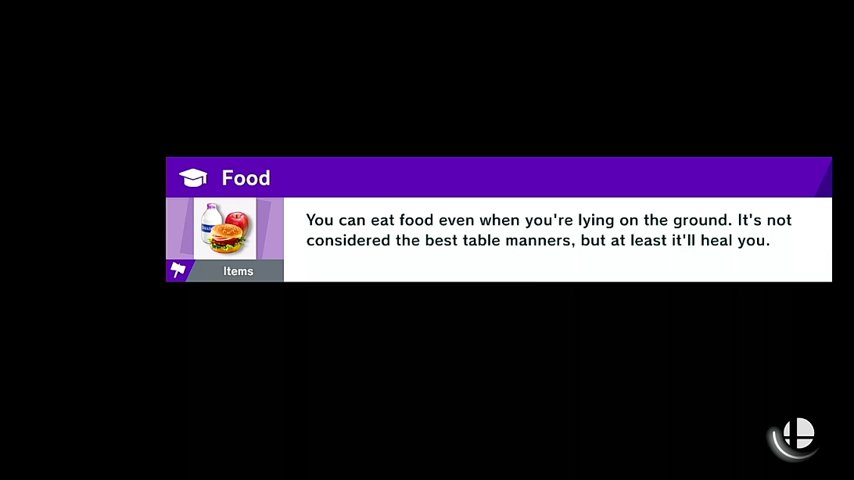 Food
You can eat food even when you're lying on the ground. It's not
considered the best table manners, but at least it'll heal you.
Items